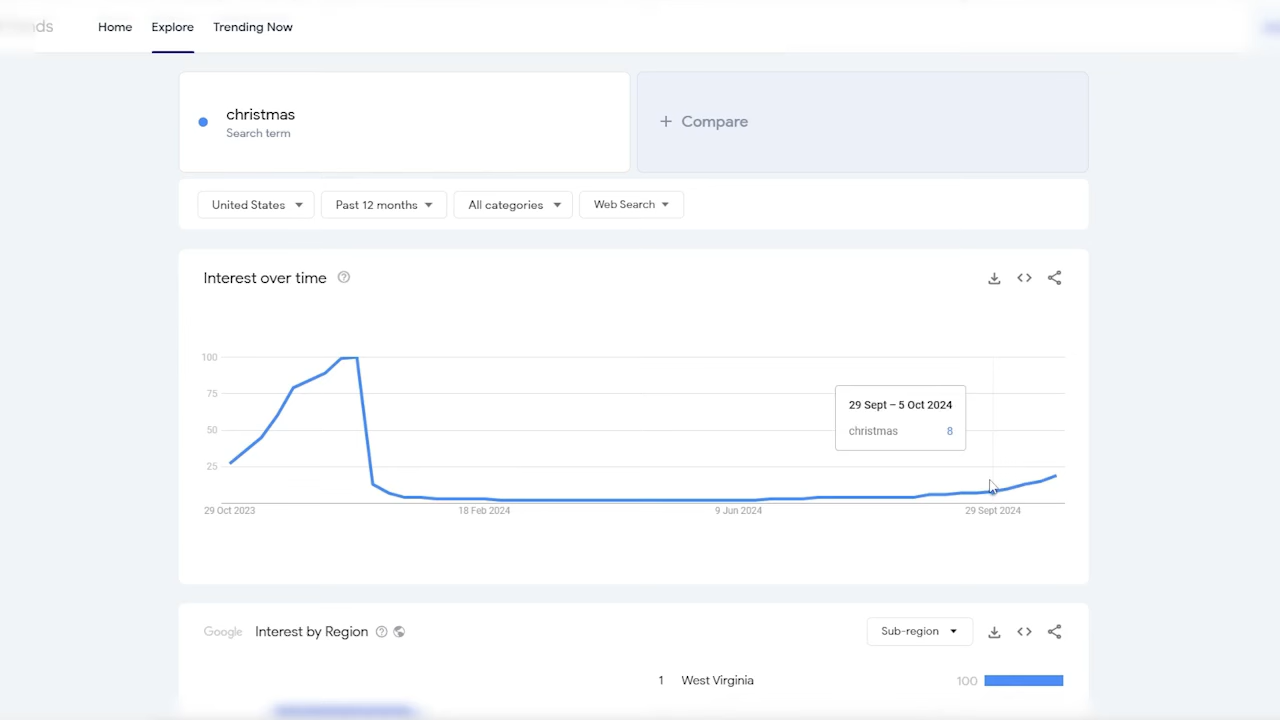 Home Explore Trending Now
christmas
Search term
+ Compare
United States Past 12 months All categories Web Search
Interest over time
100
75
50
25
29 Sept – 5 Oct 2024
christmas 8
29 Oct 2023 18 Feb 2024 9 Jun 2024 29 Sept 2024
Google Interest by Region Sub-region
1 West Virginia 100